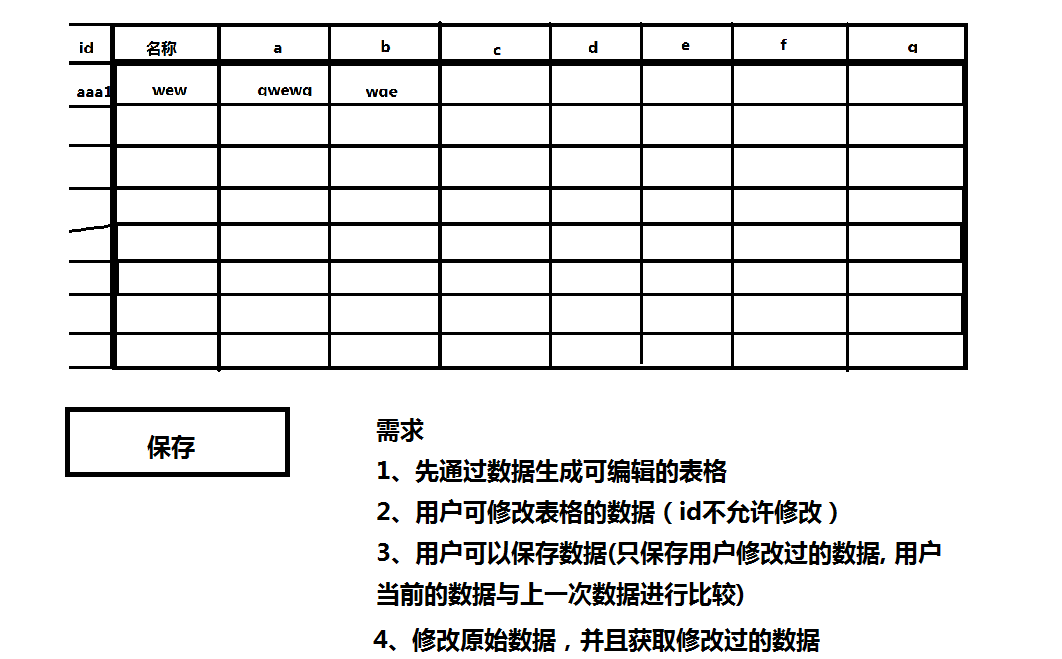 id 名称 a b c d e f g
aaa1 wew qwewq wqe
保存
需求
1、先通过数据生成可编辑的表格
2、用户可修改表格的数据（id不允许修改）
3、用户可以保存数据(只保存用户修改过的数据, 用户
当前的数据与上一次数据进行比较)
4、修改原始数据，并且获取修改过的数据